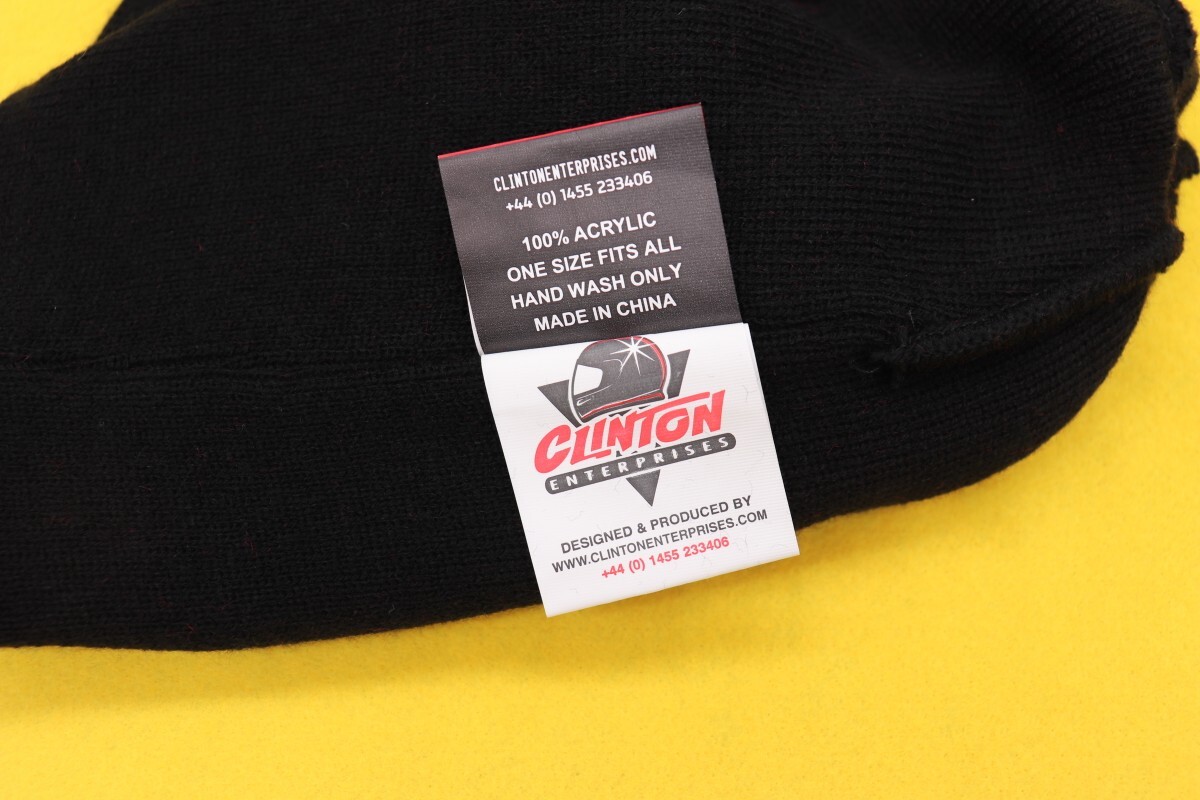 CLINTONENTERPRISES.COM
+44 (0) 1455 233406
100% ACRYLIC
ONE SIZE FITS ALL
HAND WASH ONLY
MADE IN CHINA
CLINTON
ENTERPRISES
DESIGNED & PRODUCED BY
WWW.CLINTONENTERPRISES.COM
+44 (0) 1455 233406